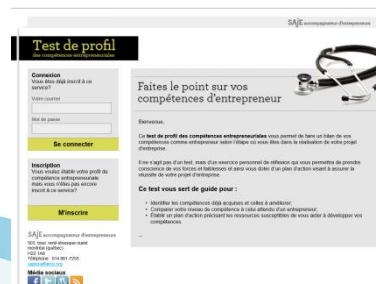 SAJE accompagnateur d'entrepreneurs
Test de profil
des compétences entrepreneuriales
Connexion
Vous êtes déjà inscrit à ce
service?
Votre courriel
Mot de passe
Se connecter
Inscription
Vous voulez établir votre profil de
compétence entrepreneuriale
mais vous n'êtes pas encore
inscrit à ce service?
M'inscrire
SAJE accompagnateur d'entrepreneurs
montréal (québec)
Média sociaux
Faites le point sur vos
compétences d'entrepreneur
Bienvenue,
Ce test de profil des compétences entrepreneuriales vous permet de faire un bilan de vos
compétences comme entrepreneur selon l'étape où vous êtes dans la réalisation de votre projet
d'entreprise.
Il ne s'agit pas d'un test, mais d'un exercice personnel de réflexion qui vous permettra de prendre
conscience de vos forces et faiblesses et ainsi vous doter d'un plan d'action visant à assurer la
réussite de votre projet d'entreprise.
Ce test vous sert de guide pour :
• Identifier les compétences déjà acquises et celles à améliorer;
• Comparer votre niveau de compétence à celui attendu d'un entrepreneur;
• Établir un plan d'action précisant les ressources susceptibles de vous aider à développer vos
compétences.